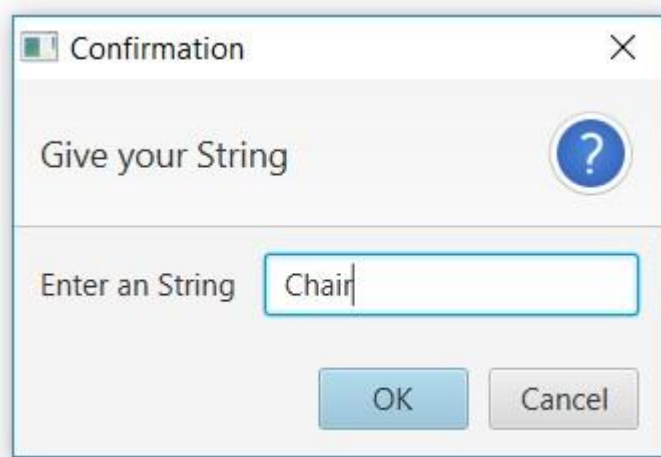 Confirmation
Give your String
?
Enter an String Chair
OK Cancel